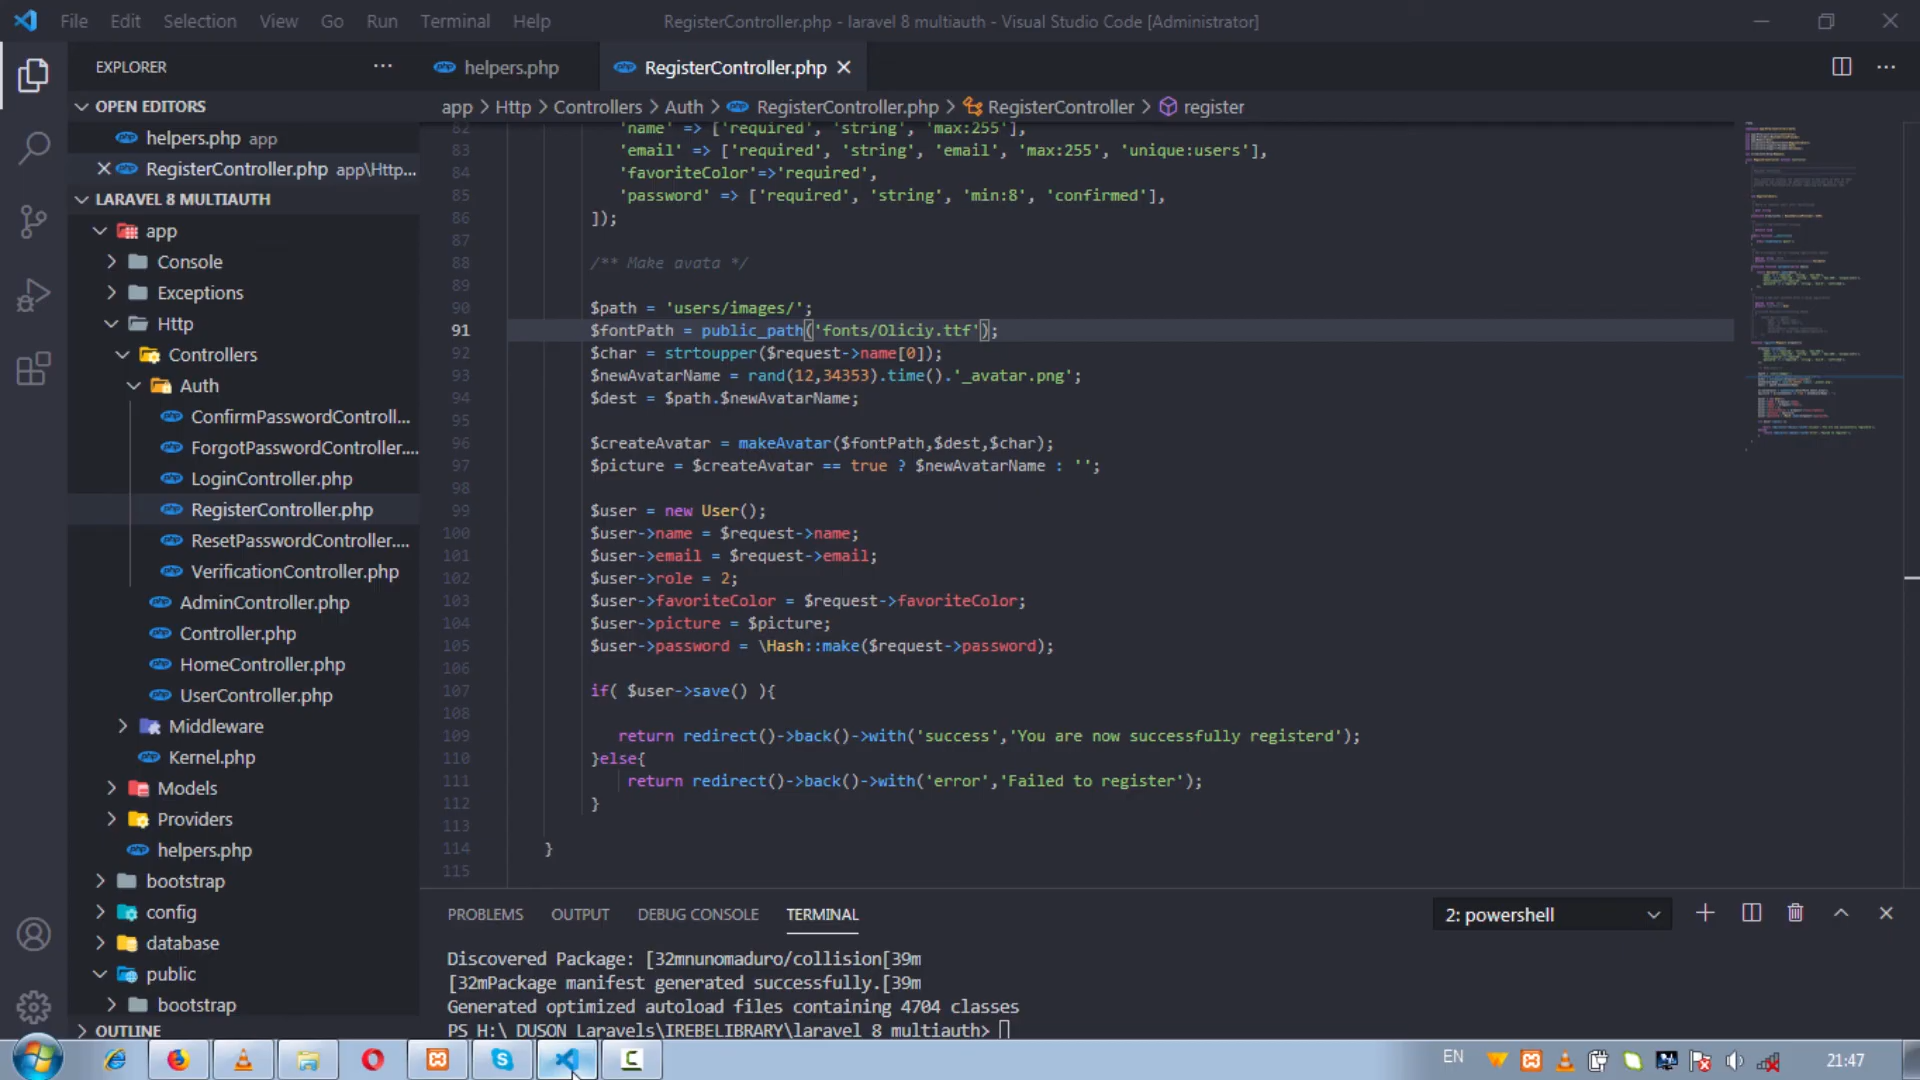 File Edit Selection View Go Run Terminal Help RegisterController.php - laravel 8 multiauth - Visual Studio Code [Administrator]
EXPLORER
helpers.php
RegisterController.php
OPEN EDITORS
helpers.php app
RegisterController.php app\Http...
LARAVEL 8 MULTIAUTH
app
Console
Exceptions
Http
Controllers
Auth
ConfirmPasswordControll...
ForgotPasswordController....
LoginController.php
RegisterController.php
ResetPasswordController....
VerificationController.php
AdminController.php
Controller.php
HomeController.php
UserController.php
Middleware
Kernel.php
Models
Providers
helpers.php
bootstrap
config
database
public
bootstrap
OUTLINE
app > Http > Controllers > Auth > RegisterController.php > RegisterController > register
82 'name' => ['required', 'string', 'max:255'],
83 'email' => ['required', 'string', 'email', 'max:255', 'unique:users'],
84 'favoriteColor'=>'required',
85 'password' => ['required', 'string', 'min:8', 'confirmed'],
86 ]);
87
88 /** Make avata */
89
90 $path = 'users/images/';
91 $fontPath = public_path('fonts/Oliciy.ttf');
92 $char = strtoupper($request->name[0]);
93 $newAvatarName = rand(12,34353).time().'_avatar.png';
94 $dest = $path.$newAvatarName;
95
96 $createAvatar = makeAvatar($fontPath,$dest,$char);
97 $picture = $createAvatar == true ? $newAvatarName : '';
98
99 $user = new User();
100 $user->name = $request->name;
101 $user->email = $request->email;
102 $user->role = 2;
103 $user->favoriteColor = $request->favoriteColor;
104 $user->picture = $picture;
105 $user->password = \Hash::make($request->password);
106
107 if( $user->save() ){
108
109 return redirect()->back()->with('success','You are now successfully registerd');
110 }else{
111 return redirect()->back()->with('error','Failed to register');
112 }
113
114 }
115
PROBLEMS OUTPUT DEBUG CONSOLE TERMINAL 2: powershell
Discovered Package: [32mnunomaduro/collision[39m
[32mPackage manifest generated successfully.[39m
Generated optimized autoload files containing 4704 classes
PS H:\ DUSON Laravels\IREBELIBRARY\laravel 8 multiauth>
EN 21:47